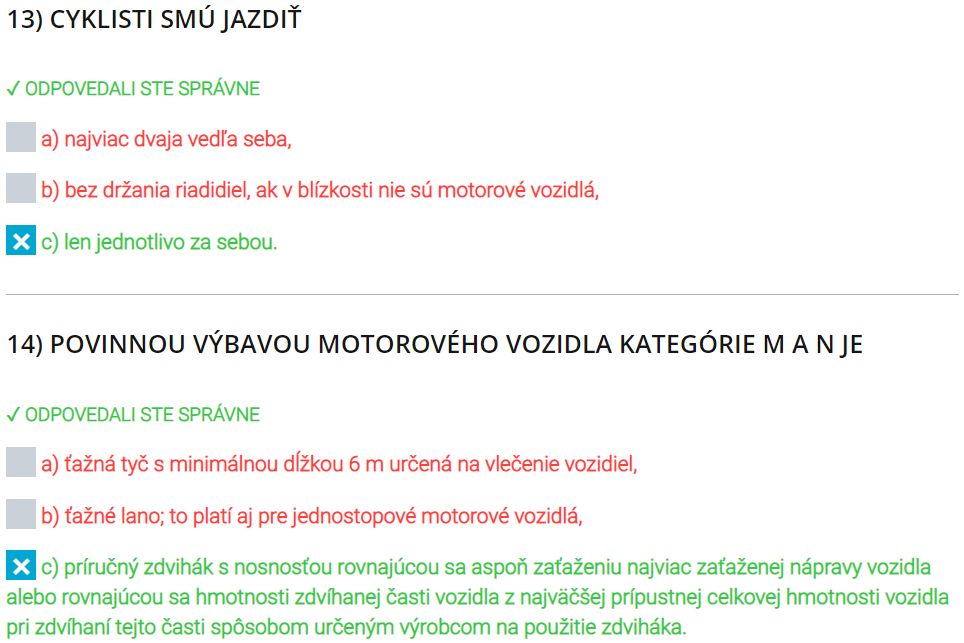 13) CYKLISTI SMÚ JAZDIŤ
✓ ODPOVEDALI STE SPRÁVNE
a) najviac dvaja vedľa seba,
b) bez držania riadidiel, ak v blízkosti nie sú motorové vozidlá,
c) len jednotlivo za sebou.
14) POVINNOU VÝBAVOU MOTOROVÉHO VOZIDLA KATEGÓRIE M A N JE
✓ ODPOVEDALI STE SPRÁVNE
a) ťažná tyč s minimálnou dĺžkou 6 m určená na vlečenie vozidiel,
b) ťažné lano; to platí aj pre jednostopové motorové vozidlá,
c) príručný zdvihák s nosnosťou rovnajúcou sa aspoň zaťaženiu najviac zaťaženej nápravy vozidla
alebo rovnajúcou sa hmotnosti zdvíhanej časti vozidla z najväčšej prípustnej celkovej hmotnosti vozidla
pri zdvíhaní tejto časti spôsobom určeným výrobcom na použitie zdviháka.